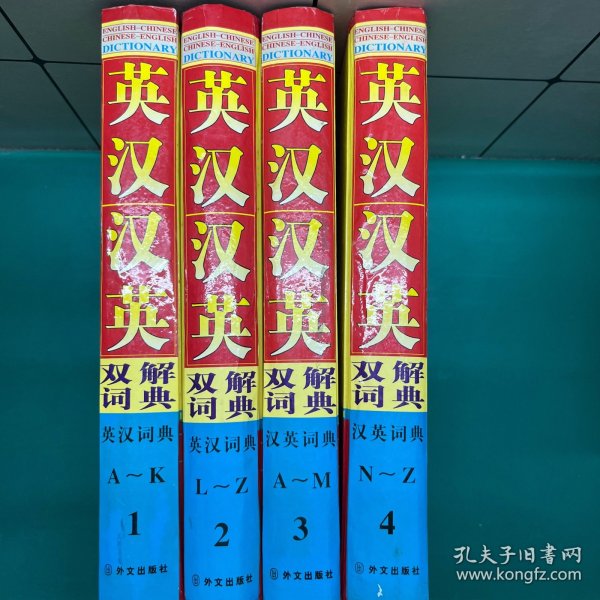 ENGLISH-CHINESE
CHINESE-ENGLISH
DICTIONARY
英汉汉英
双解
词典
英汉词典
A～K
1
外文出版社
ENGLISH-CHINESE
CHINESE-ENGLISH
DICTIONARY
英汉汉英
双解
词典
英汉词典
L～Z
2
外文出版社
ENGLISH-CHINESE
CHINESE-ENGLISH
DICTIONARY
英汉汉英
双解
词典
汉英词典
A～M
3
外文出版社
ENGLISH-CHINESE
CHINESE-ENGLISH
DICTIONARY
英汉汉英
双解
词典
汉英词典
N～Z
4
孔夫子旧书网
www.kongfz.com